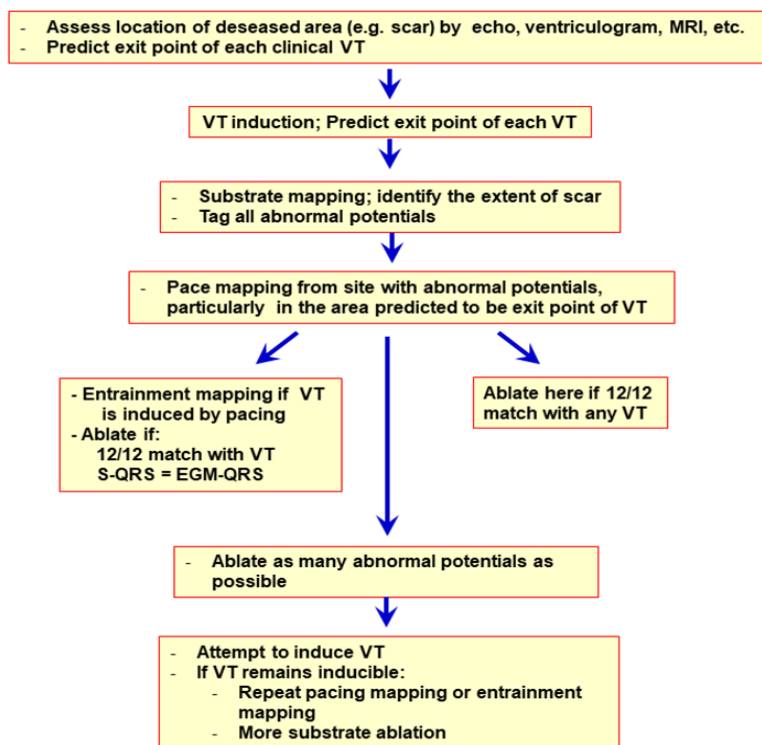 - Assess location of deseased area (e.g. scar) by echo, ventriculogram, MRI, etc.
- Predict exit point of each clinical VT
VT induction; Predict exit point of each VT
- Substrate mapping; identify the extent of scar
- Tag all abnormal potentials
- Pace mapping from site with abnormal potentials,
particularly in the area predicted to be exit point of VT
- Entrainment mapping if VT
is induced by pacing
- Ablate if:
12/12 match with VT
S-QRS = EGM-QRS
Ablate here if 12/12
match with any VT
- Ablate as many abnormal potentials as
possible
- Attempt to induce VT
- If VT remains inducible:
- Repeat pacing mapping or entrainment
mapping
- More substrate ablation